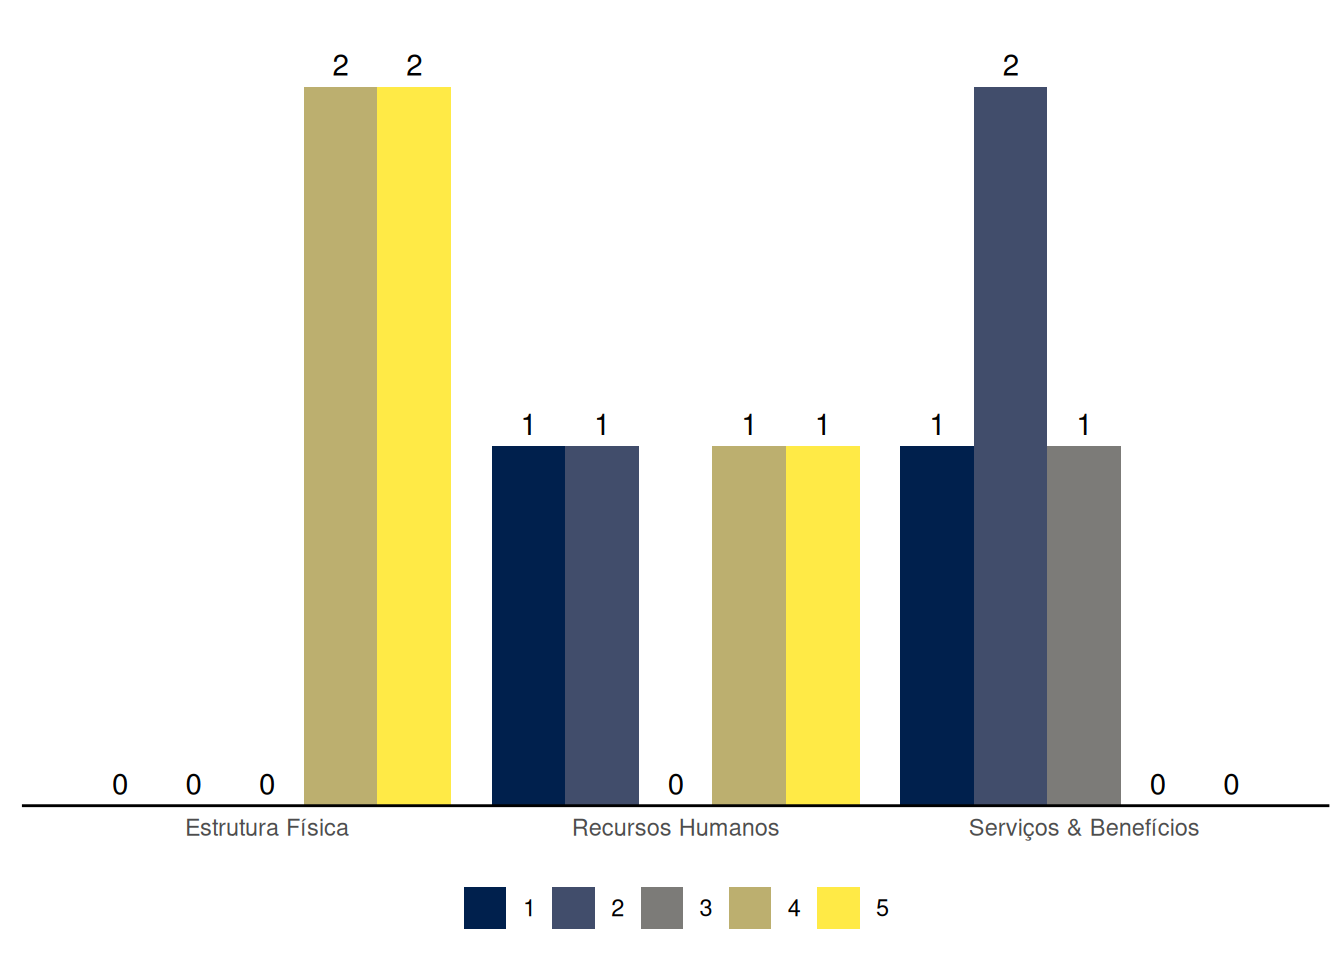 2 2 2
1 1 1 1 1 1
0 0 0 0 0 0
Estrutura Física Recursos Humanos Serviços & Benefícios
1 2 3 4 5